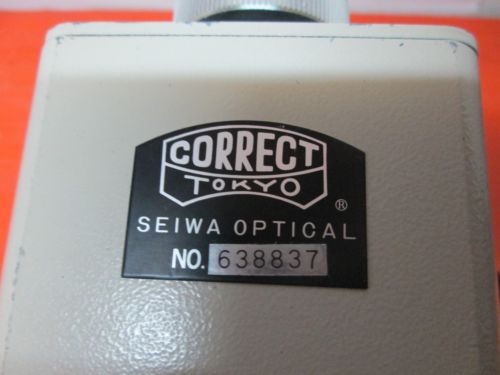 CORRECT
TOKYO
®
SEIWA OPTICAL
NO. 638837